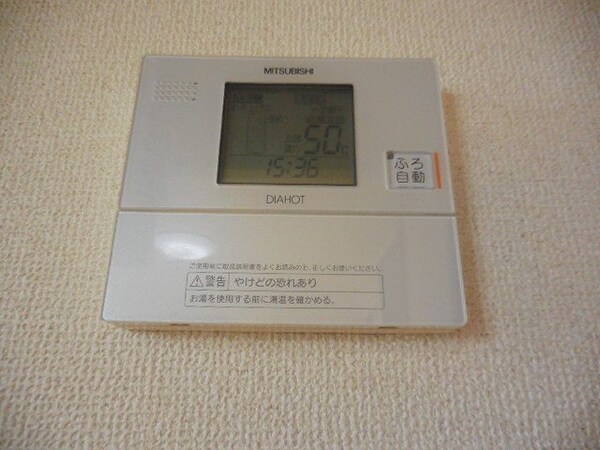 MITSUBISHI
50℃
15:36
DIAHOT
ふろ
自動
ご使用前に取扱説明書をよくお読みの上、正しくお使いください。
⚠警告 やけどの恐れあり
お湯を使用する前に湯温を確かめる。